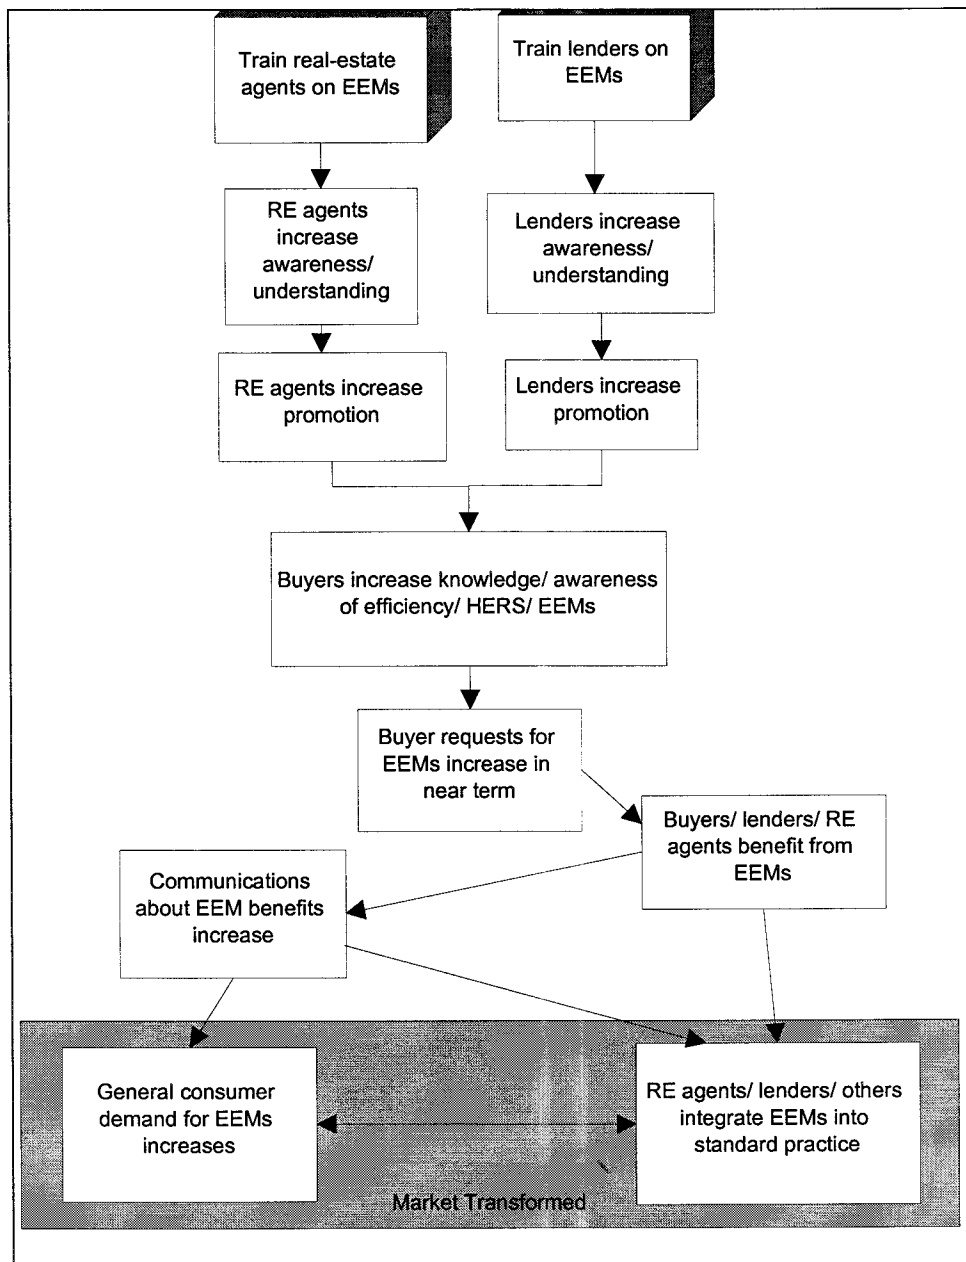 Train real-estate
agents on EEMs
Train lenders on
EEMs
RE agents
increase
awareness/
understanding
Lenders increase
awareness/
understanding
RE agents increase
promotion
Lenders increase
promotion
Buyers increase knowledge/ awareness
of efficiency/ HERS/ EEMs
Buyer requests for
EEMs increase in
near term
Buyers/ lenders/ RE
agents benefit from
EEMs
Communications
about EEM benefits
increase
General consumer
demand for EEMs
increases
RE agents/ lenders/ others
integrate EEMs into
standard practice
Market Transformed